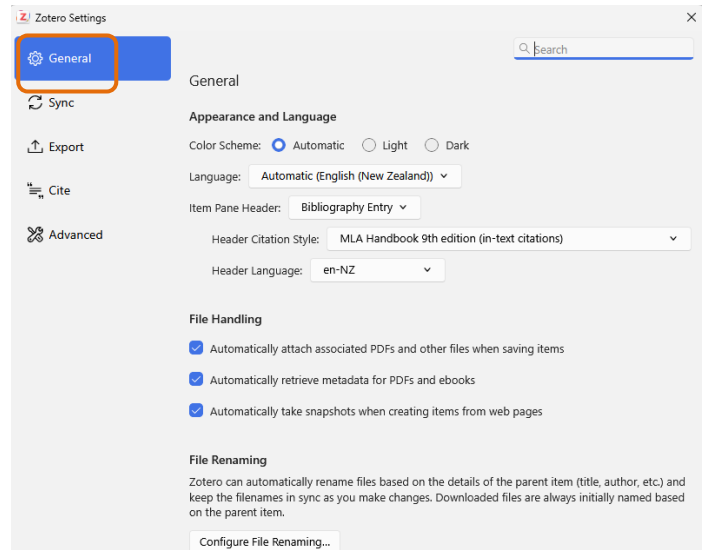 Zotero Settings
General
Sync
Export
Cite
Advanced
Search
General
Appearance and Language
Color Scheme: Automatic Light Dark
Language: Automatic (English (New Zealand))
Item Pane Header: Bibliography Entry
Header Citation Style: MLA Handbook 9th edition (in-text citations)
Header Language: en-NZ
File Handling
Automatically attach associated PDFs and other files when saving items
Automatically retrieve metadata for PDFs and ebooks
Automatically take snapshots when creating items from web pages
File Renaming
Zotero can automatically rename files based on the details of the parent item (title, author, etc.) and
keep the filenames in sync as you make changes. Downloaded files are always initially named based
on the parent item.
Configure File Renaming...